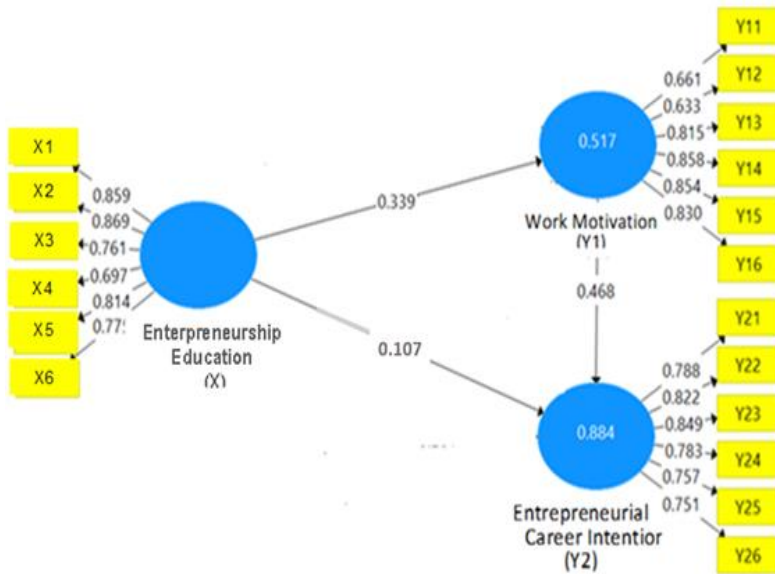 X1
X2
X3
X4
X5
X6
0.859
0.869
0.761
0.697
0.814
Enterpreneurship
Education
(X)
0.339
0.107
0.517
Work Motivation
(Y1)
0.468
0.661
0.633
0.815
0.858
0.854
0.830
Y11
Y12
Y13
Y14
Y15
Y16
0.884
Entrepreneurial
Career Intentior
(Y2)
0.788
0.822
0.849
0.783
0.757
0.751
Y21
Y22
Y23
Y24
Y25
Y26